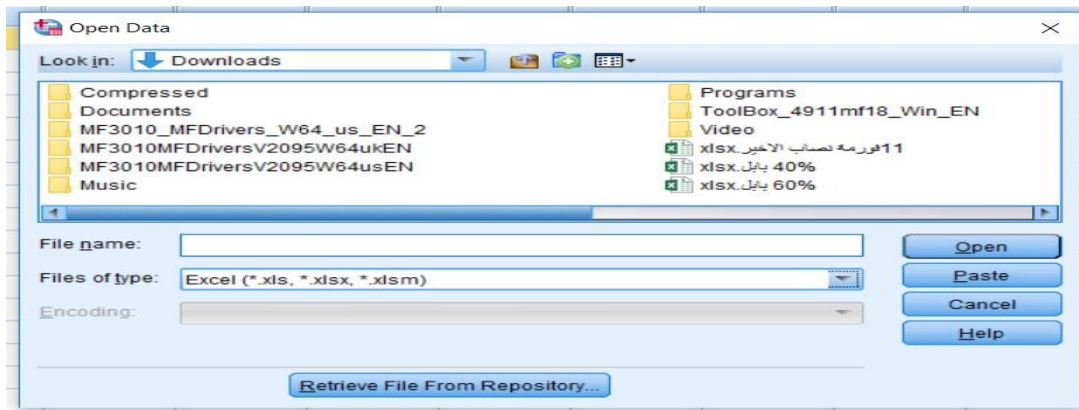 Open Data
Look in: Downloads
Compressed
Documents
MF3010_MFDrivers_W64_us_EN_2
MF3010MFDriversV2095W64ukEN
MF3010MFDriversV2095W64usEN
Music
Programs
ToolBox_4911mf18_Win_EN
Video
11فورمه نصاب الاخير.xlsx
40% بابل.xlsx
60% بابل.xlsx
File name:
Open
Files of type: Excel (*.xls, *.xlsx, *.xlsm)
Paste
Encoding:
Cancel
Help
Retrieve File From Repository...